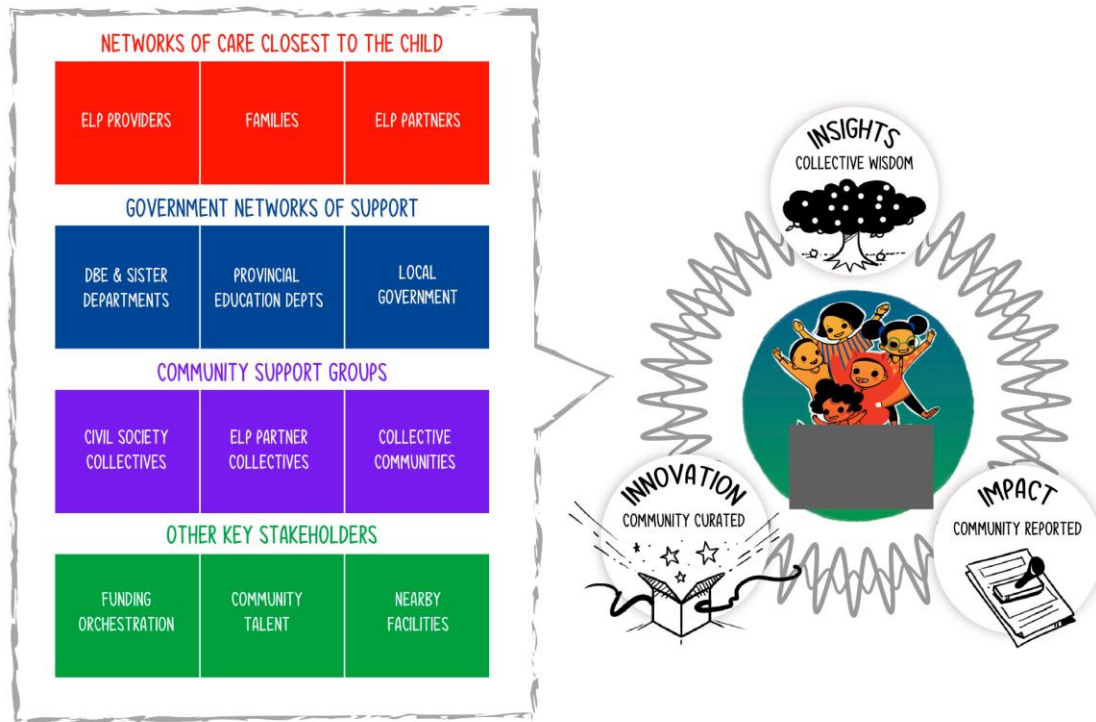 NETWORKS OF CARE CLOSEST TO THE CHILD
ELP PROVIDERS
FAMILIES
ELP PARTNERS
GOVERNMENT NETWORKS OF SUPPORT
DBE & SISTER
DEPARTMENTS
PROVINCIAL
EDUCATION DEPTS
LOCAL
GOVERNMENT
COMMUNITY SUPPORT GROUPS
CIVIL SOCIETY
COLLECTIVES
ELP PARTNER
COLLECTIVES
COLLECTIVE
COMMUNITIES
OTHER KEY STAKEHOLDERS
FUNDING
ORCHESTRATION
COMMUNITY
TALENT
NEARBY
FACILITIES
INSIGHTS
COLLECTIVE WISDOM
INNOVATION
COMMUNITY CURATED
IMPACT
COMMUNITY REPORTED